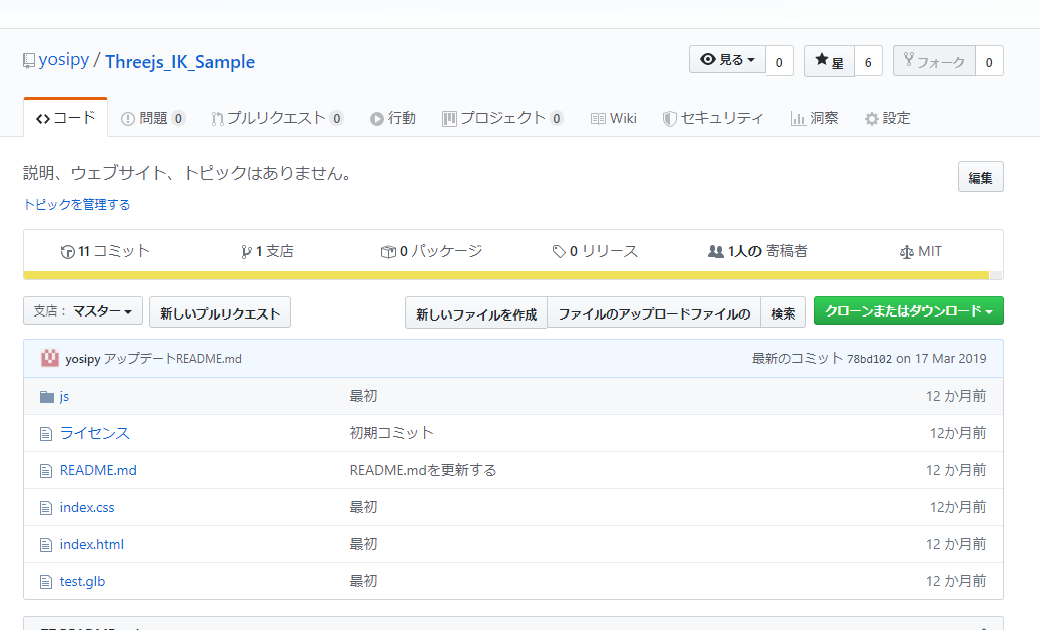 yosipy / Threejs_IK_Sample
見る 0 星 6 フォーク 0
コード 問題 0 プルリクエスト 0 行動 プロジェクト 0 Wiki セキュリティ 洞察 設定
説明、ウェブサイト、トピックはありません。
編集
トピックを管理する
11 コミット 1 支店 0 パッケージ 0 リリース 1人の 寄稿者 MIT
支店： マスター 新しいプルリクエスト 新しいファイルを作成 ファイルのアップロードファイルの 検索 クローンまたはダウンロード
yosipy アップデートREADME.md 最新のコミット 78bd102 on 17 Mar 2019
js 最初 12 か月前
ライセンス 初期コミット 12か月前
README.md README.mdを更新する 12 か月前
index.css 最初 12か月前
index.html 最初 12 か月前
test.glb 最初 12 か月前